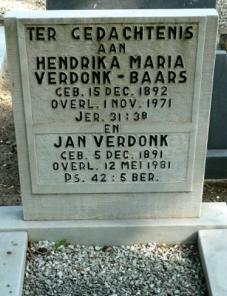 TER GEDACHTENIS
AAN
HENDRIKA MARIA
VERDONK-BAARS
GEB. 15 DEC. 1892
OVERL. 1 NOV. 1971
JER. 31:3B
EN
JAN VERDONK
GEB. 5 DEC. 1891
OVERL. 12 MEI 1981
PS. 42:5 BER.